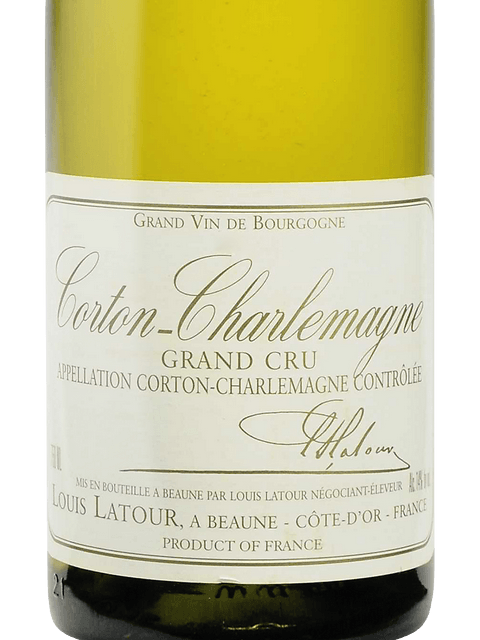 GRAND VIN DE BOURGOGNE
Corton-Charlemagne
GRAND CRU
APPELLATION CORTON-CHARLEMAGNE CONTRÔLÉE
LSLatour
MIS EN BOUTEILLE A BEAUNE PAR LOUIS LATOUR NÉGOCIANT-ÉLEVEUR
LOUIS LATOUR, A BEAUNE - CÔTE-D'OR - FRANCE
PRODUCT OF FRANCE